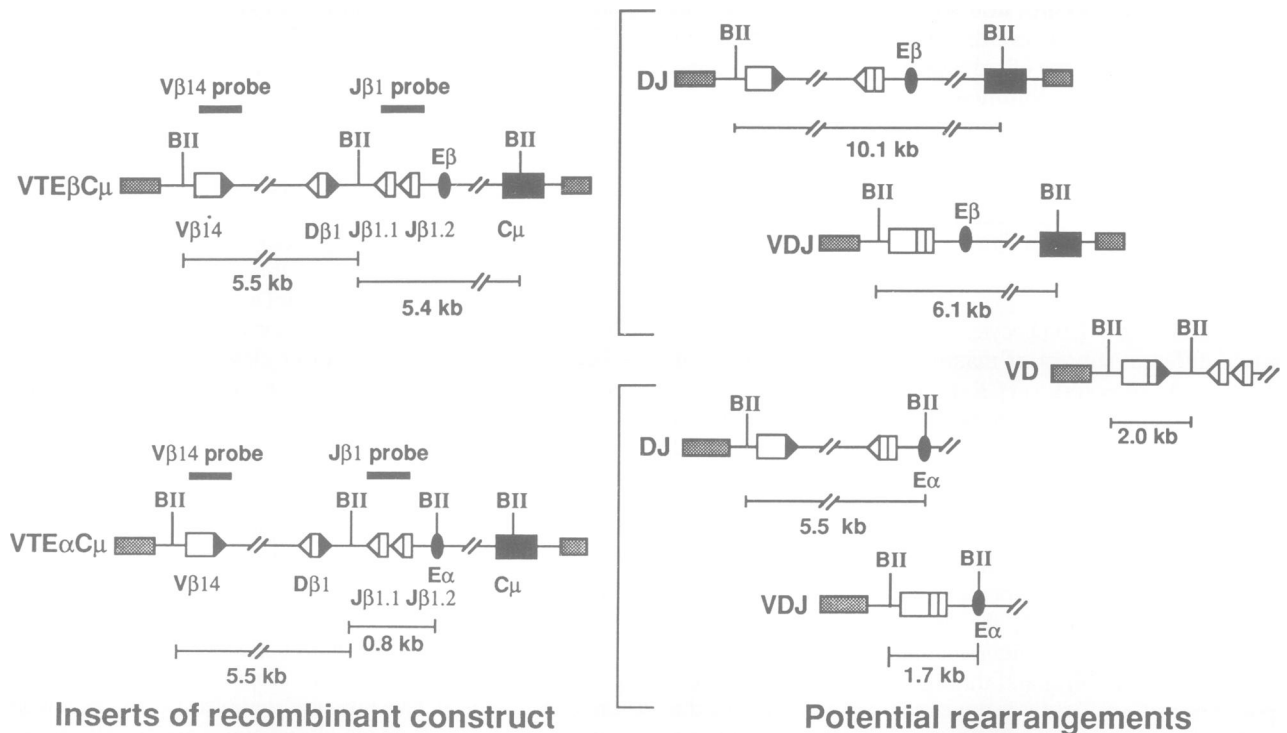 Vβ14 probe
Jβ1 probe
BII
BII
BII
Eβ
VTEβCμ
Vβ14
Dβ1
Jβ1.1
Jβ1.2
Cμ
5.5 kb
5.4 kb
Vβ14 probe
Jβ1 probe
BII
BII
BII
BII
VTEαCμ
Vβ14
Dβ1
Eα
Cμ
Jβ1.1
Jβ1.2
0.8 kb
5.5 kb
Inserts of recombinant construct
BII
Eβ
BII
DJ
10.1 kb
BII
Eβ
BII
VDJ
6.1 kb
BII
BII
VD
2.0 kb
BII
BII
DJ
Eα
5.5 kb
BII
BII
VDJ
Eα
1.7 kb
Potential rearrangements